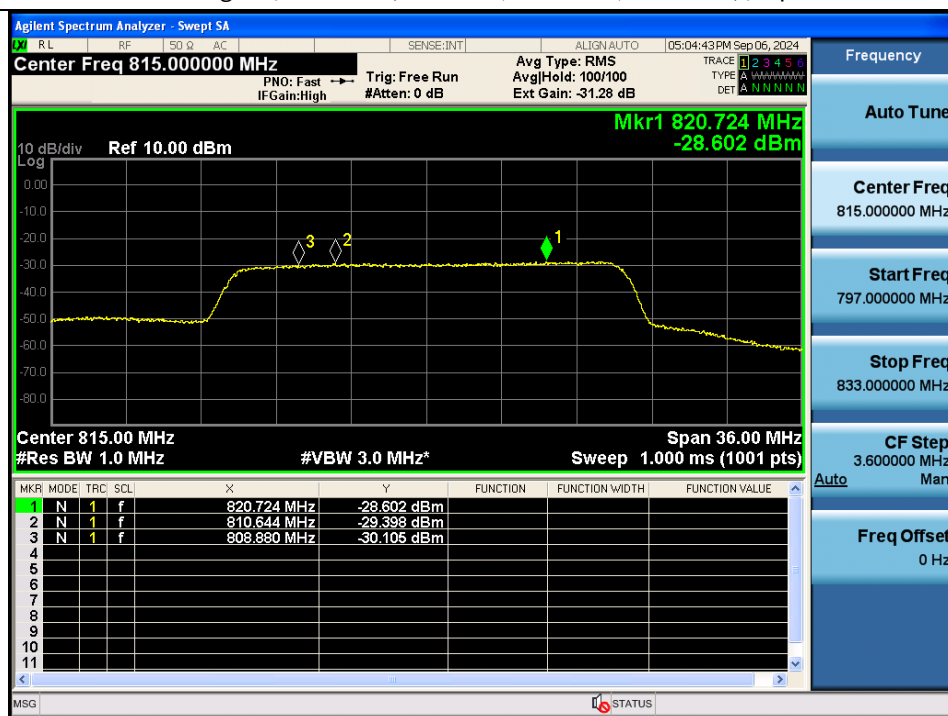 Agilent Spectrum Analyzer - Swept SA
LXI RL RF 50 Ω AC SENSE:INT ALIGN AUTO 05:04:43 PM Sep 06, 2024
Center Freq 815.000000 MHz
PNO: Fast
IFGain:High
Trig: Free Run
#Atten: 0 dB
Avg Type: RMS
Avg|Hold: 100/100
Ext Gain: -31.28 dB
TRACE 1 2 3 4 5 6
TYPE A WWWWW
DET A N N N N N
Mkr1 820.724 MHz
-28.602 dBm
10 dB/div Ref 10.00 dBm
Log
0.00
-10.0
-20.0
-30.0
-40.0
-50.0
-60.0
-70.0
-80.0
3 2 1
Center 815.00 MHz Span 36.00 MHz
#Res BW 1.0 MHz #VBW 3.0 MHz* Sweep 1.000 ms (1001 pts)
MKR MODE TRC SCL X Y FUNCTION FUNCTION WIDTH FUNCTION VALUE
1 N 1 f 820.724 MHz -28.602 dBm
2 N 1 f 810.644 MHz -29.398 dBm
3 N 1 f 808.880 MHz -30.105 dBm
4
5
6
7
8
9
10
11
MSG STATUS
Frequency
Auto Tune
Center Freq
815.000000 MHz
Start Freq
797.000000 MHz
Stop Freq
833.000000 MHz
CF Step
3.600000 MHz
Auto Man
Freq Offset
0 Hz